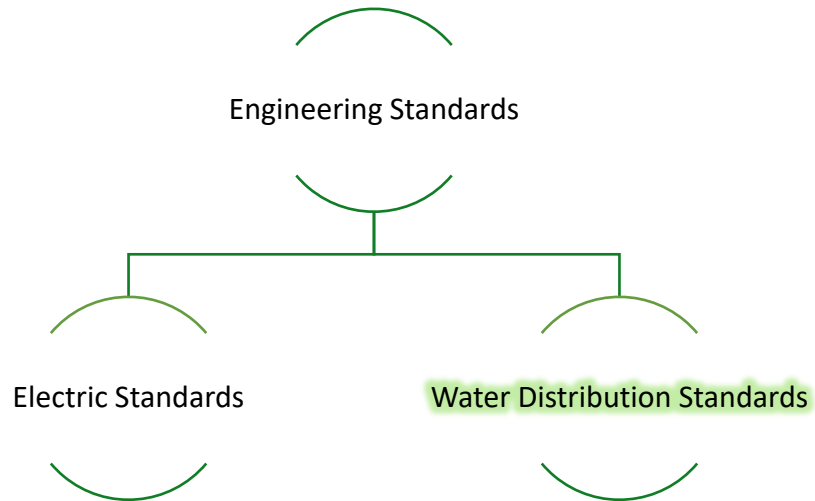 Engineering Standards
Electric Standards
Water Distribution Standards